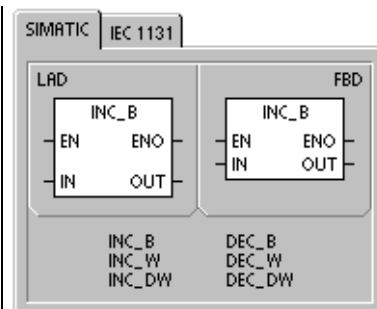 SIMATIC IEC 1131
LAD FBD
INC_B INC_B
EN ENO EN ENO
IN OUT IN OUT
INC_B DEC_B
INC_W DEC_W
INC_DW DEC_DW